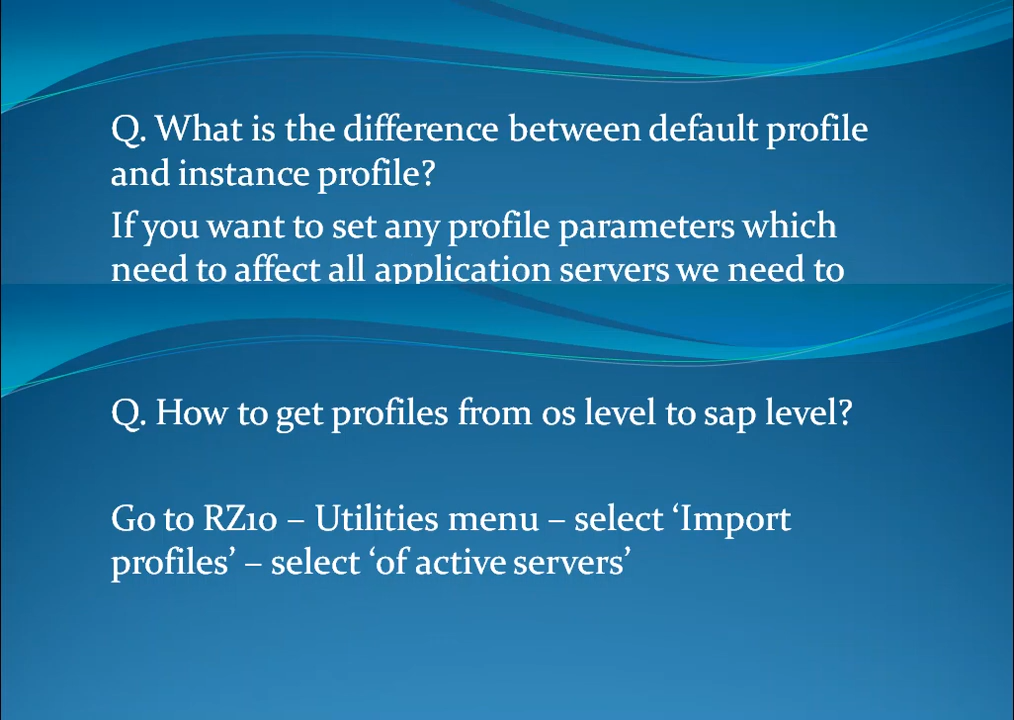 Q. What is the difference between default profile
and instance profile?
If you want to set any profile parameters which
need to affect all application servers we need to
Q. How to get profiles from os level to sap level?
Go to RZ10 – Utilities menu – select ‘Import
profiles’ – select ‘of active servers’